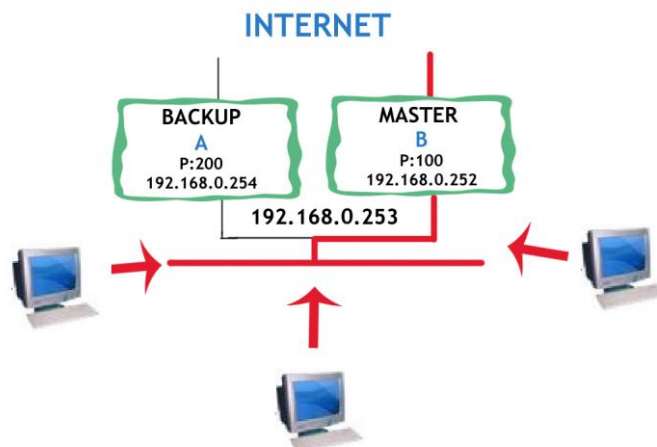 INTERNET
BACKUP
A
P:200
192.168.0.254
MASTER
B
P:100
192.168.0.252
192.168.0.253